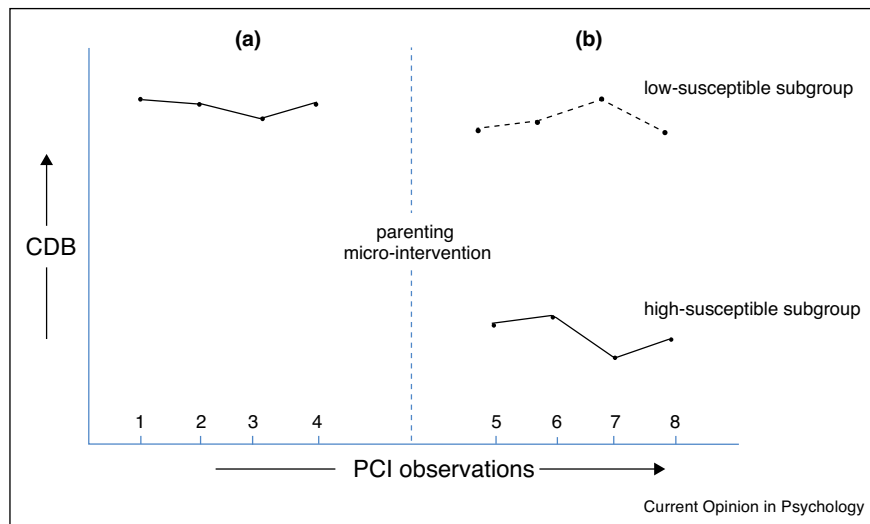 (a)
(b)
low-susceptible subgroup
CDB
parenting
micro-intervention
high-susceptible subgroup
1 2 3 4 5 6 7 8
PCI observations
Current Opinion in Psychology